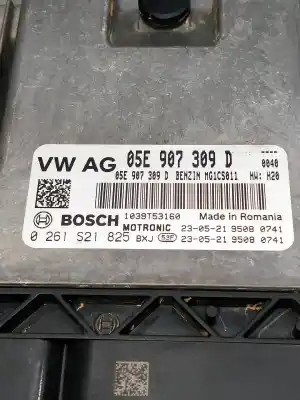 VW AG 05E 907 309 D 0040
05E 907 309 D BENZIN MG1CS011 HW: H20
BOSCH 1039T53160 Made in Romania
MOTRONIC 23-05-21 9508 0741
0 261 S21 825 BXJ 53F 23-05-21 9508 0741